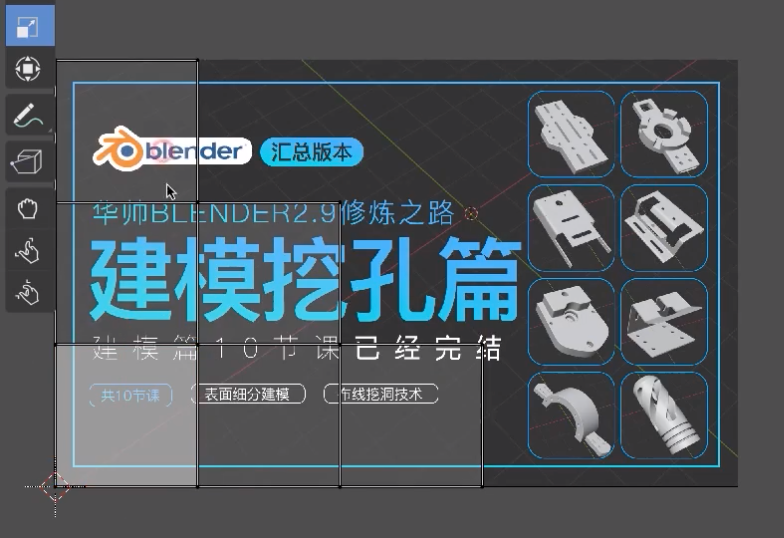 blender
汇总版本
华帅BLENDER2.9修炼之路
建模挖孔篇
建模篇10节课已经完结
共10节课 表面细分建模 布线挖洞技术